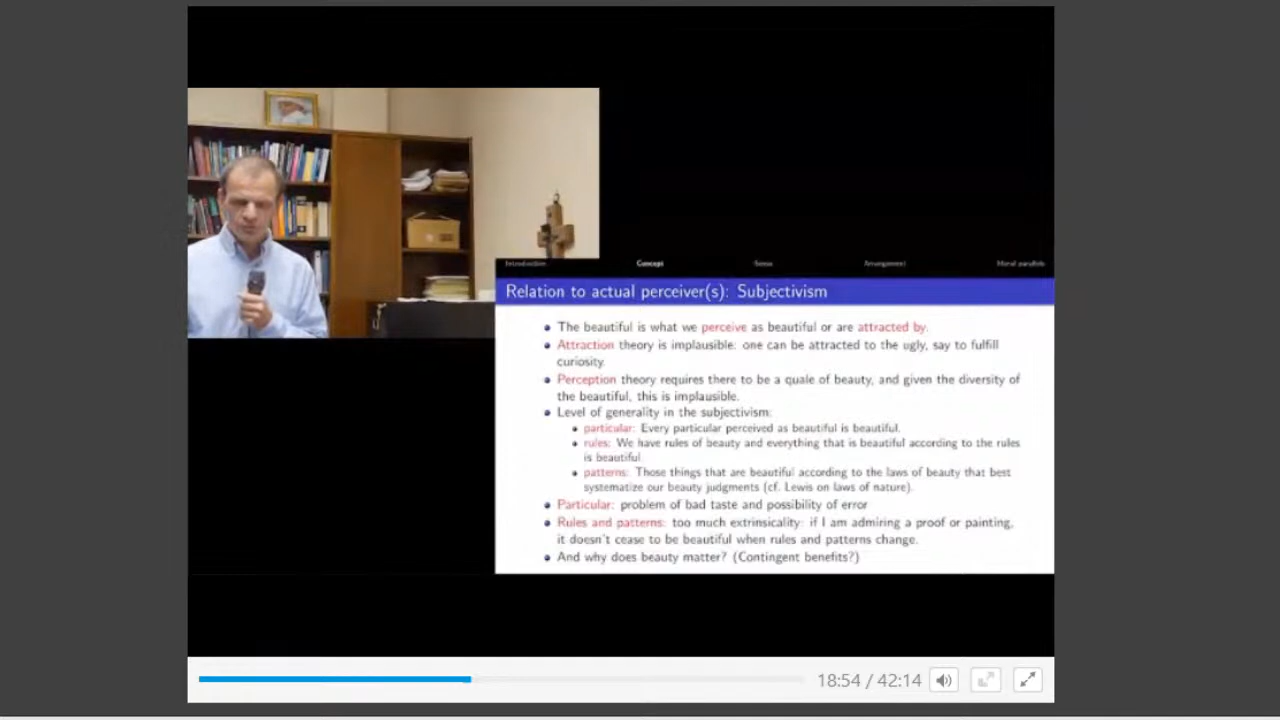 Introduction Concept Sense Arrangement Moral parallels
Relation to actual perceiver(s): Subjectivism
The beautiful is what we perceive as beautiful or are attracted by.
Attraction theory is implausible: one can be attracted to the ugly, say to fulfill
curiosity.
Perception theory requires there to be a quale of beauty, and given the diversity of
the beautiful, this is implausible.
Level of generality in the subjectivism:
particular: Every particular perceived as beautiful is beautiful.
rules: We have rules of beauty and everything that is beautiful according to the rules
is beautiful
patterns: Those things that are beautiful according to the laws of beauty that best
systematize our beauty judgments (cf. Lewis on laws of nature).
Particular: problem of bad taste and possibility of error
Rules and patterns: too much extrinsicality: if I am admiring a proof or painting,
it doesn't cease to be beautiful when rules and patterns change.
And why does beauty matter? (Contingent benefits?)
18:54 / 42:14